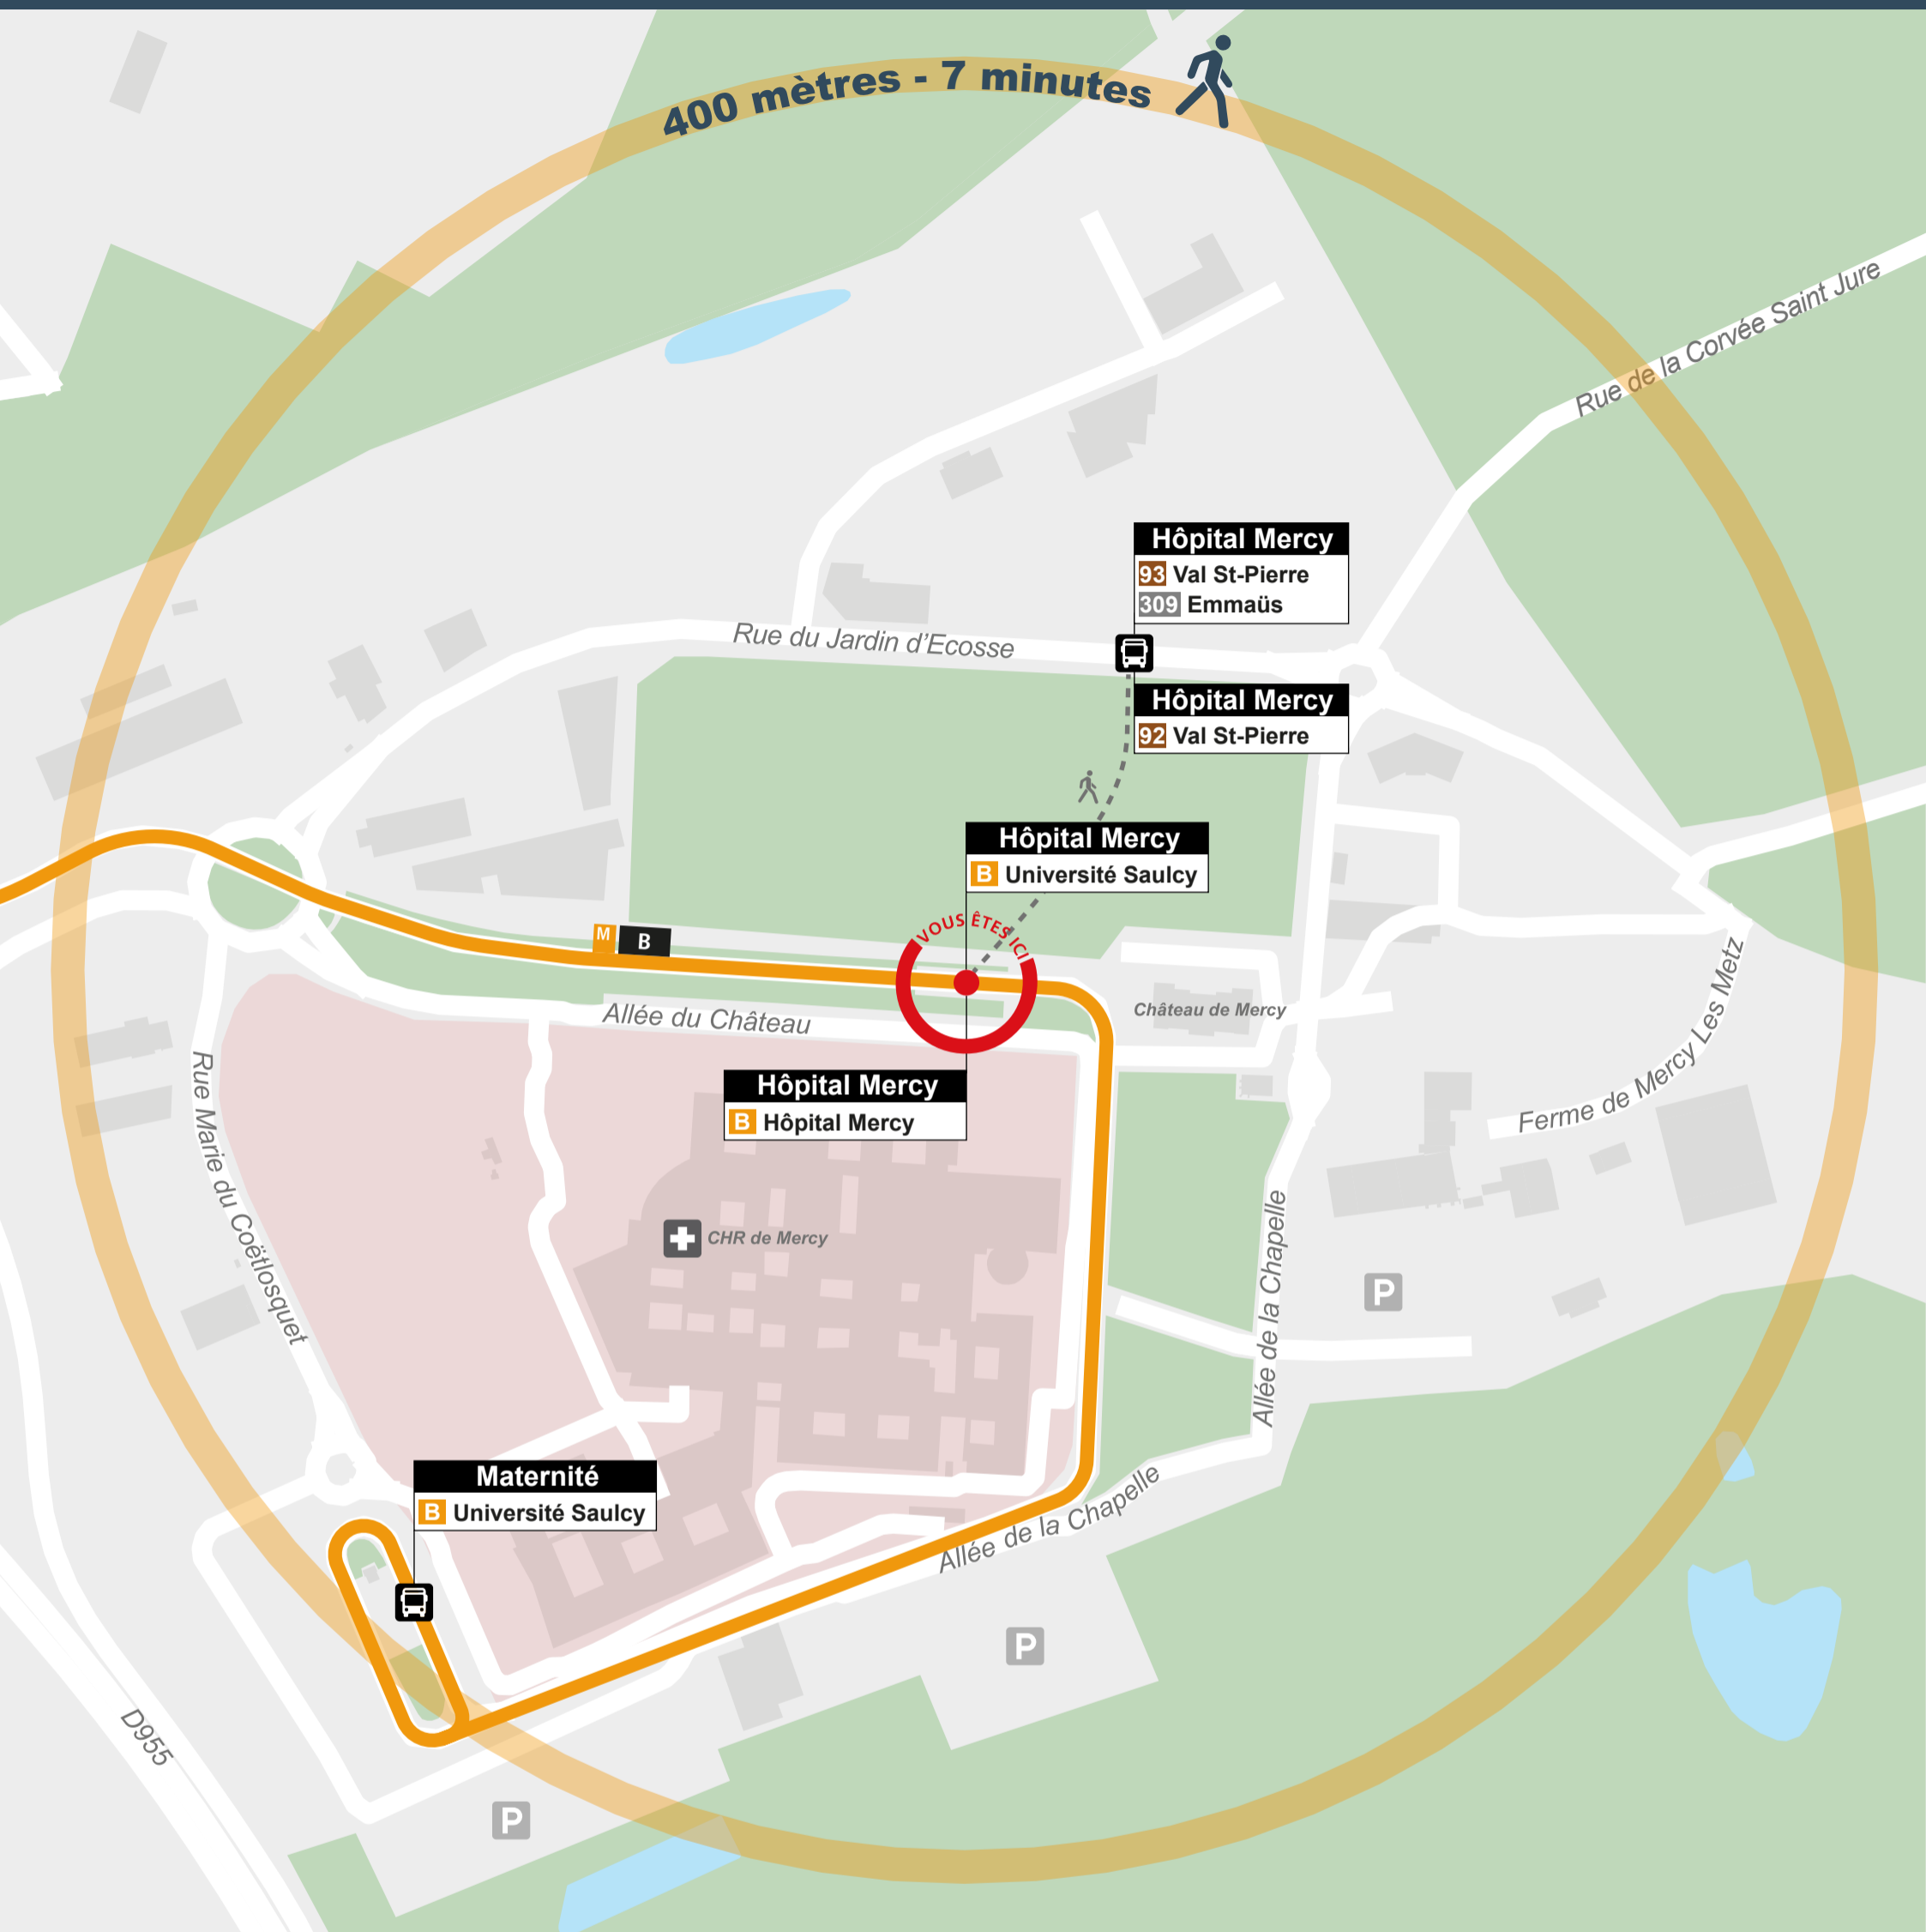 400 mètres - 7 minutes
Rue de la Corvée Saint Jure
Hôpital Mercy
93 Val St-Pierre
309 Emmaüs
Rue du Jardin d’Ecosse
Hôpital Mercy
92 Val St-Pierre
Hôpital Mercy
B Université Saulcy
VOUS ÊTES ICI
M B
Allée du Château
Château de Mercy
Ferme de Mercy Les Metz
Hôpital Mercy
B Hôpital Mercy
Rue Marie du Coëtlosquet
CHR de Mercy
Allée de la Chapelle
P
Maternité
B Université Saulcy
Allée de la Chapelle
P
D955
P